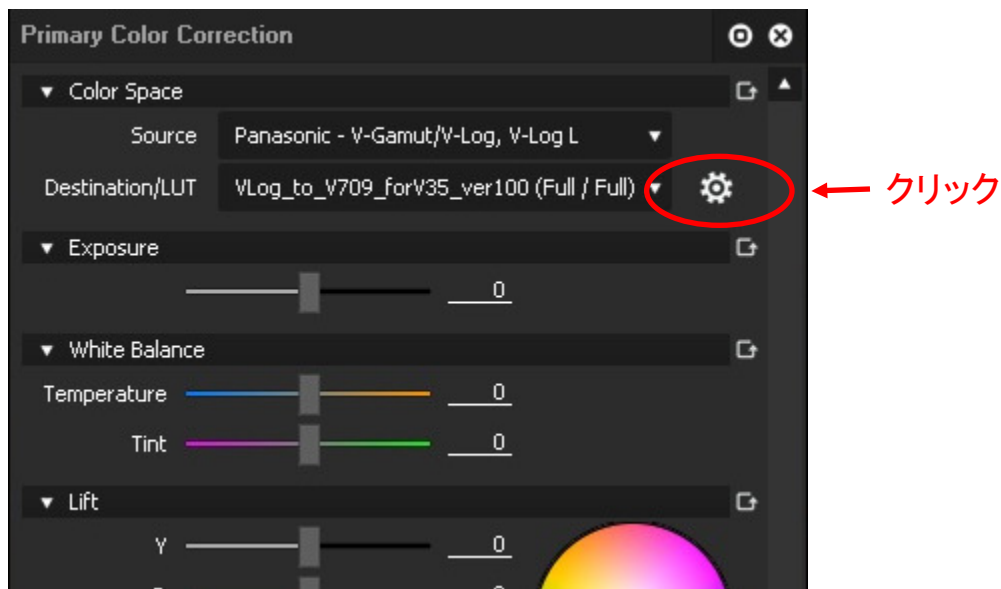 Primary Color Correction
Color Space
Source Panasonic - V-Gamut/V-Log, V-Log L
Destination/LUT VLog_to_V709_forV35_ver100 (Full / Full)
クリック
Exposure
0
White Balance
Temperature 0
Tint 0
Lift
Y 0